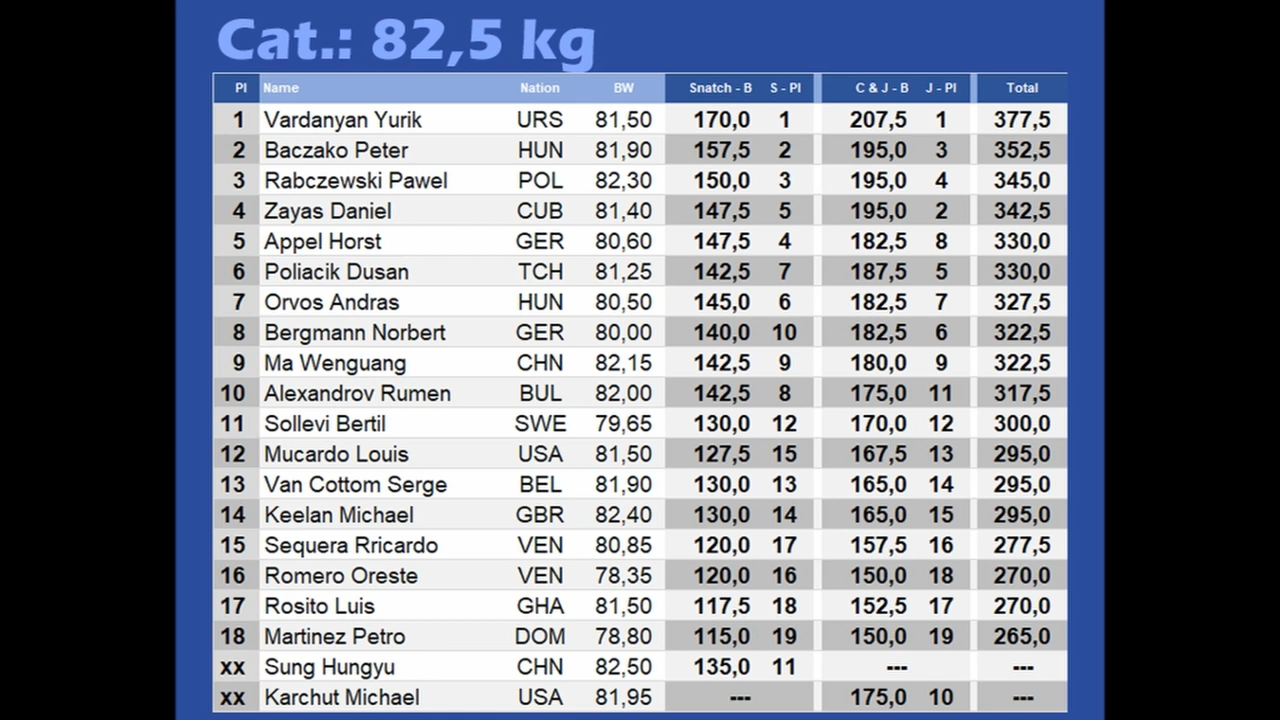 Cat.: 82,5 kg
Pl Name Nation BW Snatch - B S - Pl C & J - B J - Pl Total
1 Vardanyan Yurik URS 81,50 170,0 1 207,5 1 377,5
2 Baczako Peter HUN 81,90 157,5 2 195,0 3 352,5
3 Rabczewski Pawel POL 82,30 150,0 3 195,0 4 345,0
4 Zayas Daniel CUB 81,40 147,5 5 195,0 2 342,5
5 Appel Horst GER 80,60 147,5 4 182,5 8 330,0
6 Poliacik Dusan TCH 81,25 142,5 7 187,5 5 330,0
7 Orvos Andras HUN 80,50 145,0 6 182,5 7 327,5
8 Bergmann Norbert GER 80,00 140,0 10 182,5 6 322,5
9 Ma Wenguang CHN 82,15 142,5 9 180,0 9 322,5
10 Alexandrov Rumen BUL 82,00 142,5 8 175,0 11 317,5
11 Sollevi Bertil SWE 79,65 130,0 12 170,0 12 300,0
12 Mucardo Louis USA 81,50 127,5 15 167,5 13 295,0
13 Van Cottom Serge BEL 81,90 130,0 13 165,0 14 295,0
14 Keelan Michael GBR 82,40 130,0 14 165,0 15 295,0
15 Sequera Rricardo VEN 80,85 120,0 17 157,5 16 277,5
16 Romero Oreste VEN 78,35 120,0 16 150,0 18 270,0
17 Rosito Luis GHA 81,50 117,5 18 152,5 17 270,0
18 Martinez Petro DOM 78,80 115,0 19 150,0 19 265,0
xx Sung Hungyu CHN 82,50 135,0 11 --- ---
xx Karchut Michael USA 81,95 --- 175,0 10 ---